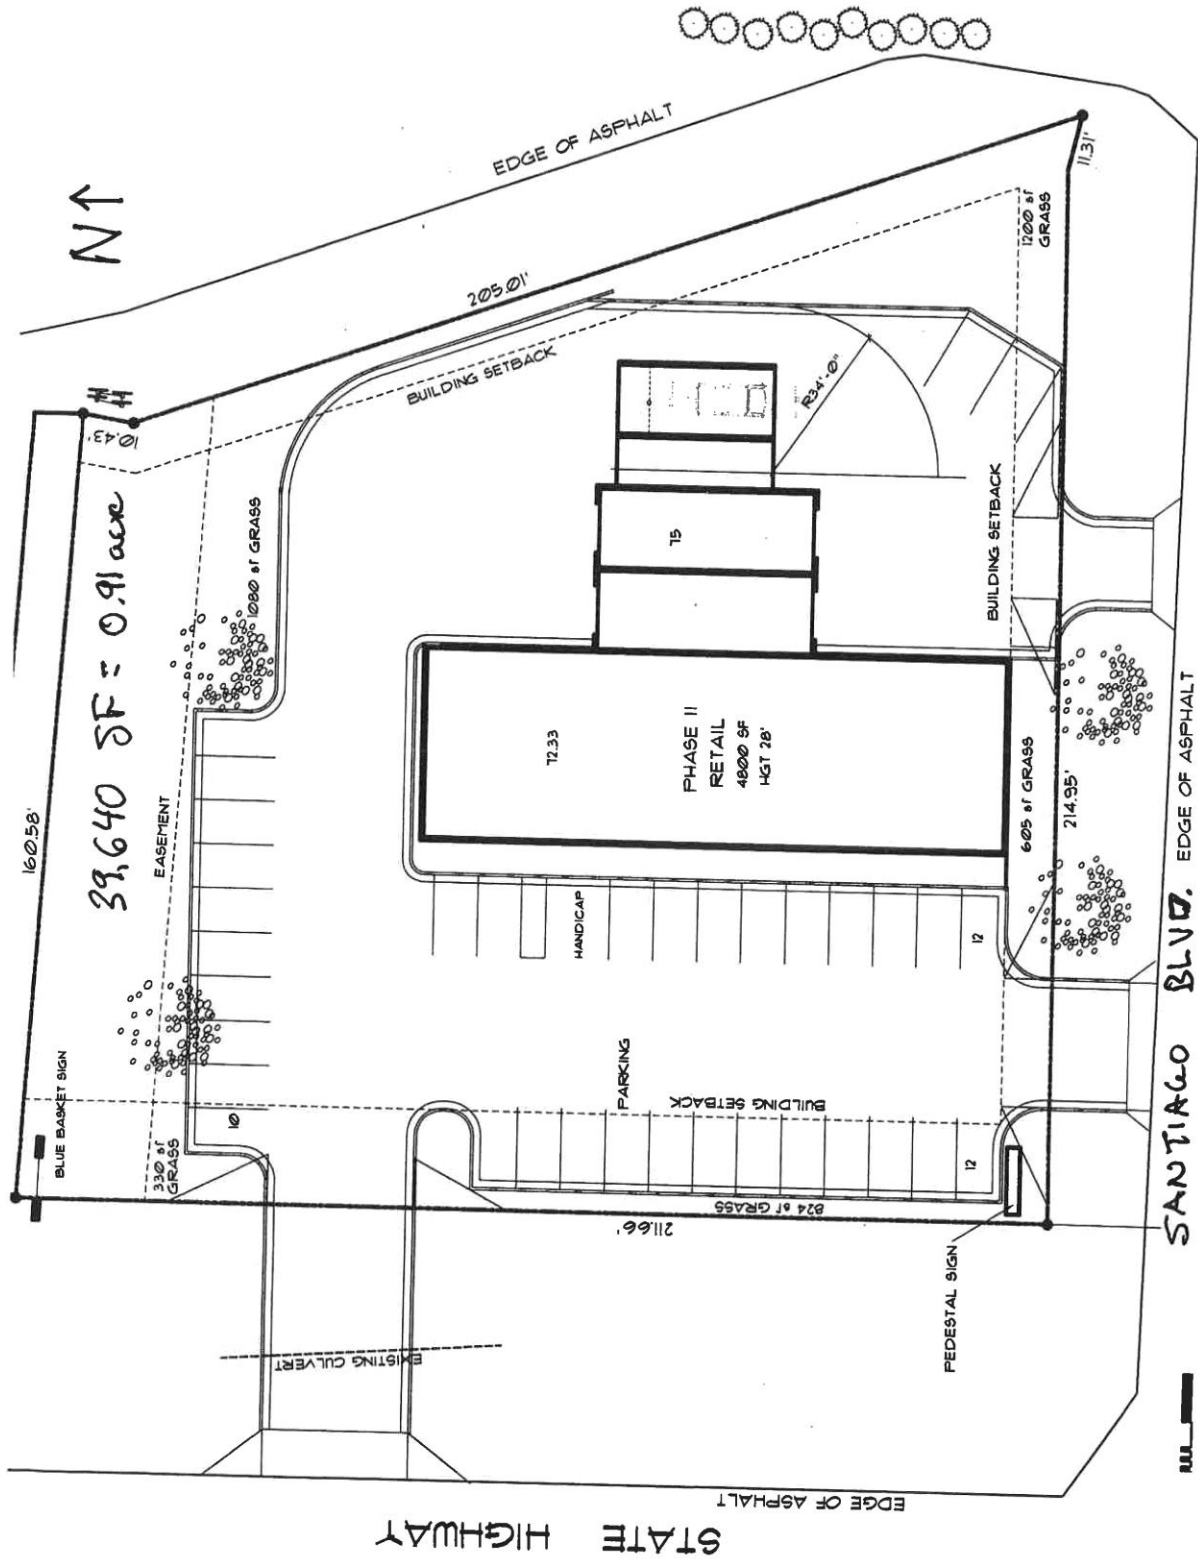 N↑
EDGE OF ASPHALT
160.58'
10.43'
39,640 SF = 0.91 acre
205.01'
BUILDING SETBACK
EASEMENT
1080 sf GRASS
BLUE BASKET SIGN
330 sf
GRASS
10
1200 sf
GRASS
11.31'
R34'-0"
75
72.33
PHASE II
RETAIL
4800 SF
HGT 28'
BUILDING SETBACK
HANDICAP
12
605 sf GRASS
214.95'
PARKING
BUILDING SETBACK
12
824 sf GRASS
211.66'
PEDESTAL SIGN
EXISTING CULVERT
EDGE OF ASPHALT
STATE HIGHWAY
SANTIAGO BLVD.
EDGE OF ASPHALT